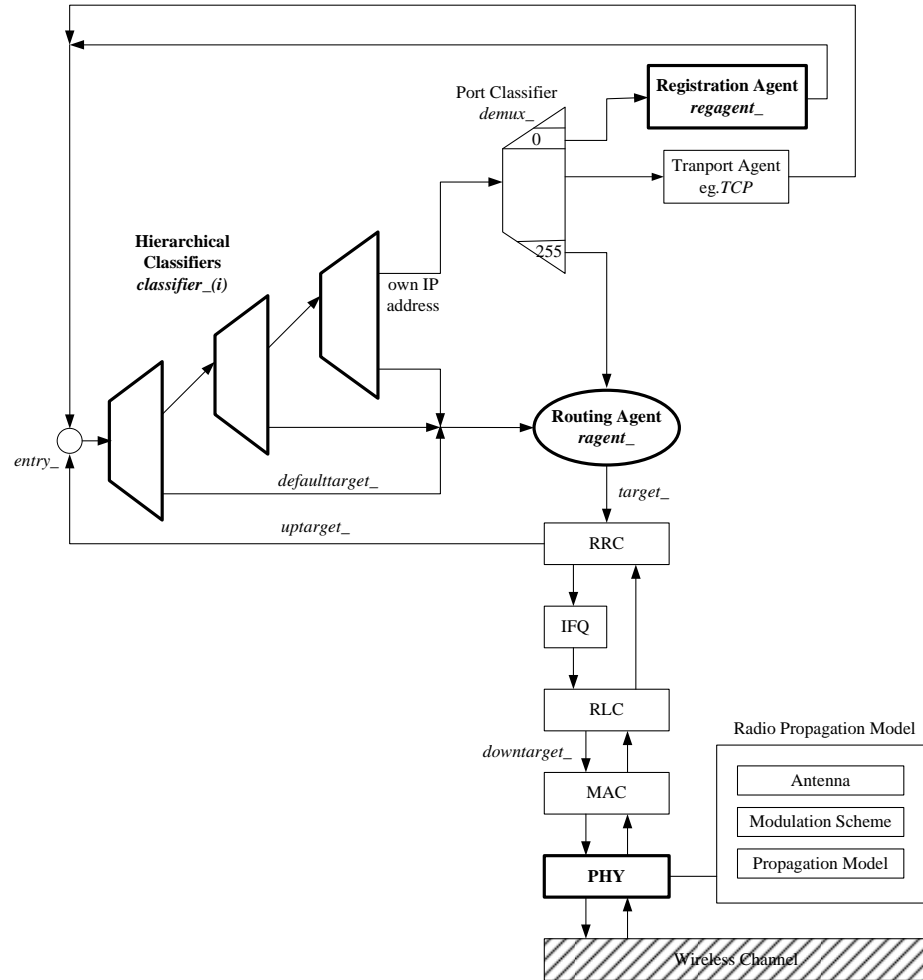 Registration Agent
regagent_
Port Classifier
demux_
0
Tranport Agent
eg.TCP
255
Hierarchical
Classifiers
classifier_(i)
own IP
address
Routing Agent
ragent_
entry_
defaulttarget_
target_
uptarget_
RRC
IFQ
RLC
Radio Propagation Model
downtarget_
Antenna
MAC
Modulation Scheme
Propagation Model
PHY
Wireless Channel